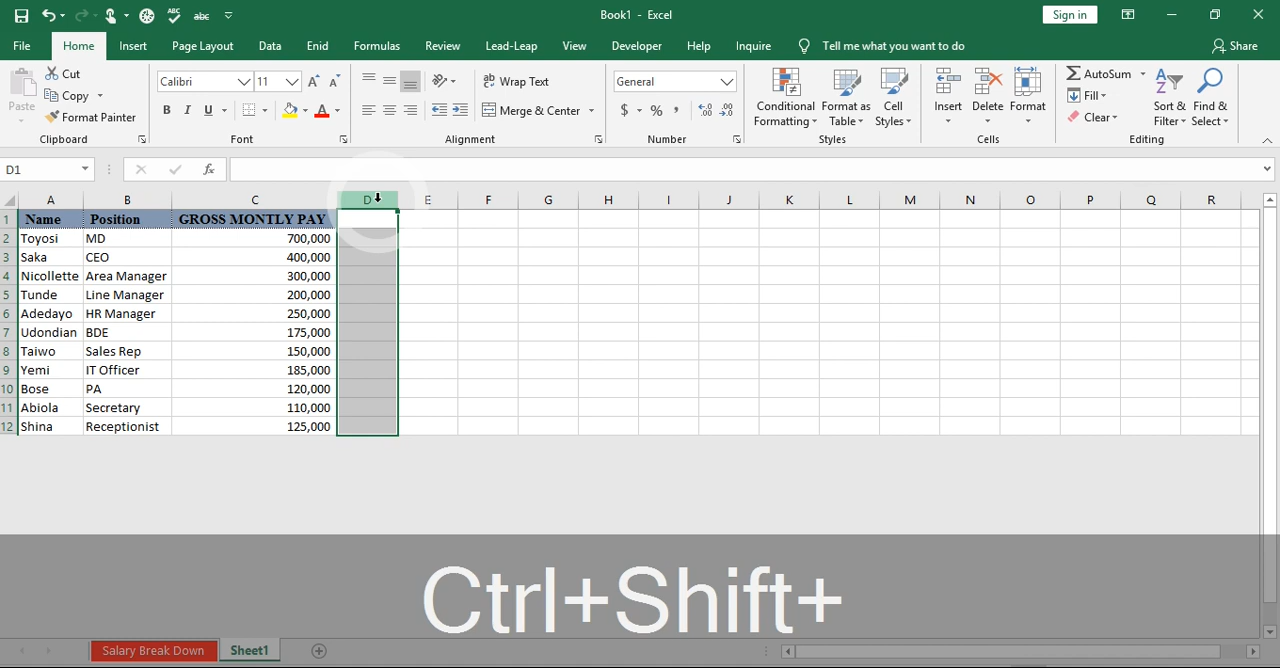 Book1 - Excel
Sign in
File Home Insert Page Layout Data Enid Formulas Review Lead-Leap View Developer Help Inquire Tell me what you want to do Share
Paste
Cut
Copy
Format Painter
Calibri 11
B I U
Wrap Text
Merge & Center
General
$ % ,
Conditional Formatting
Format as Table
Cell Styles
Insert
Delete
Format
AutoSum
Fill
Clear
Sort & Filter
Find & Select
Clipboard Font Alignment Number Styles Cells Editing
D1 fx
A B C D E F G H I J K L M N O P Q R
1 Name Position GROSS MONTLY PAY
2 Toyosi MD 700,000
3 Saka CEO 400,000
4 Nicollette Area Manager 300,000
5 Tunde Line Manager 200,000
6 Adedayo HR Manager 250,000
7 Udondian BDE 175,000
8 Taiwo Sales Rep 150,000
9 Yemi IT Officer 185,000
10 Bose PA 120,000
11 Abiola Secretary 110,000
12 Shina Receptionist 125,000
Ctrl+Shift+
Salary Break Down Sheet1